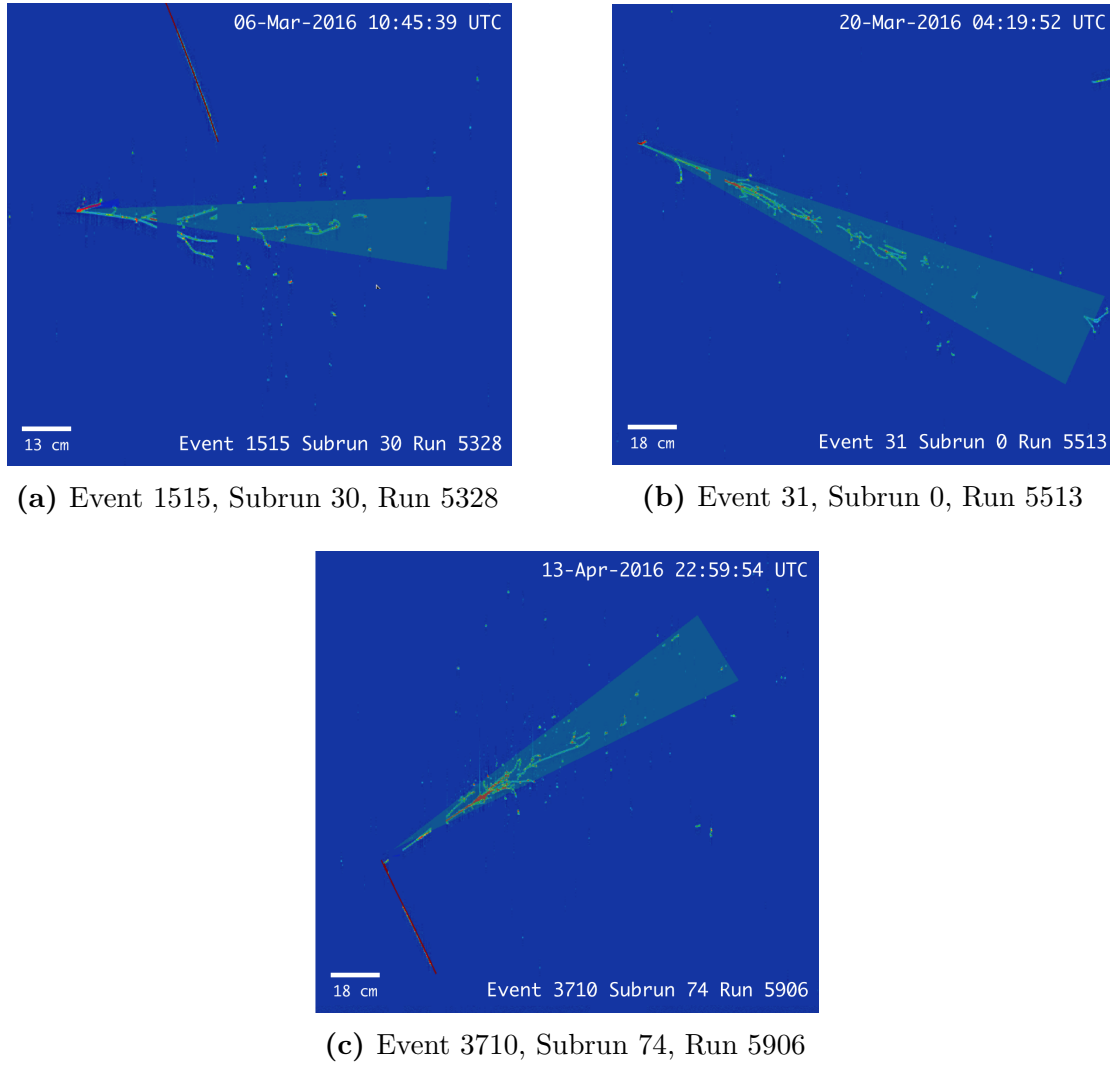 06-Mar-2016 10:45:39 UTC
13 cm
Event 1515 Subrun 30 Run 5328
(a) Event 1515, Subrun 30, Run 5328
20-Mar-2016 04:19:52 UTC
18 cm
Event 31 Subrun 0 Run 5513
(b) Event 31, Subrun 0, Run 5513
13-Apr-2016 22:59:54 UTC
18 cm
Event 3710 Subrun 74 Run 5906
(c) Event 3710, Subrun 74, Run 5906